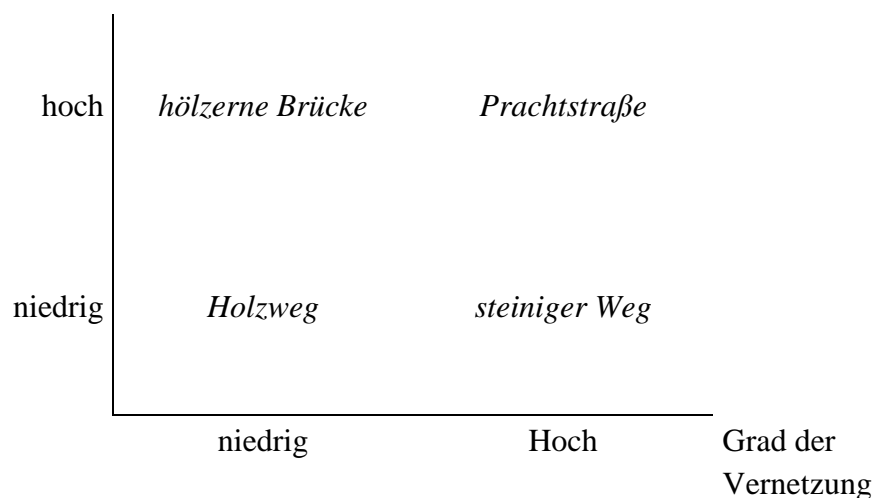 hoch hölzerne Brücke Prachtstraße
niedrig Holzweg steiniger Weg
niedrig Hoch Grad der
Vernetzung